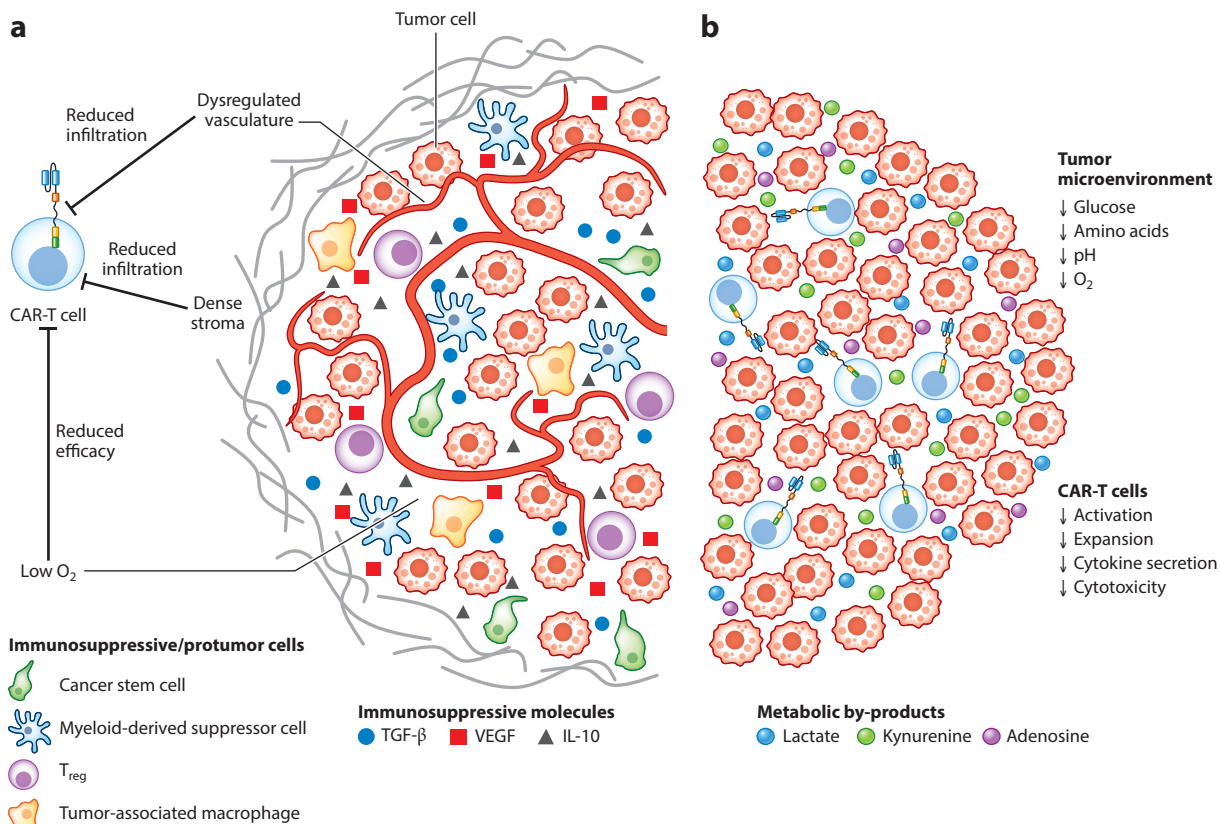 a
Tumor cell
Dysregulated
vasculature
Reduced
infiltration
Reduced
infiltration
CAR-T cell
Dense
stroma
Reduced
efficacy
Low O₂
Immunosuppressive/protumor cells
Cancer stem cell
Myeloid-derived suppressor cell
T_reg
Tumor-associated macrophage
Immunosuppressive molecules
TGF-β VEGF IL-10
b
Tumor
microenvironment
↓ Glucose
↓ Amino acids
↓ pH
↓ O₂
CAR-T cells
↓ Activation
↓ Expansion
↓ Cytokine secretion
↓ Cytotoxicity
Metabolic by-products
Lactate Kynurenine Adenosine